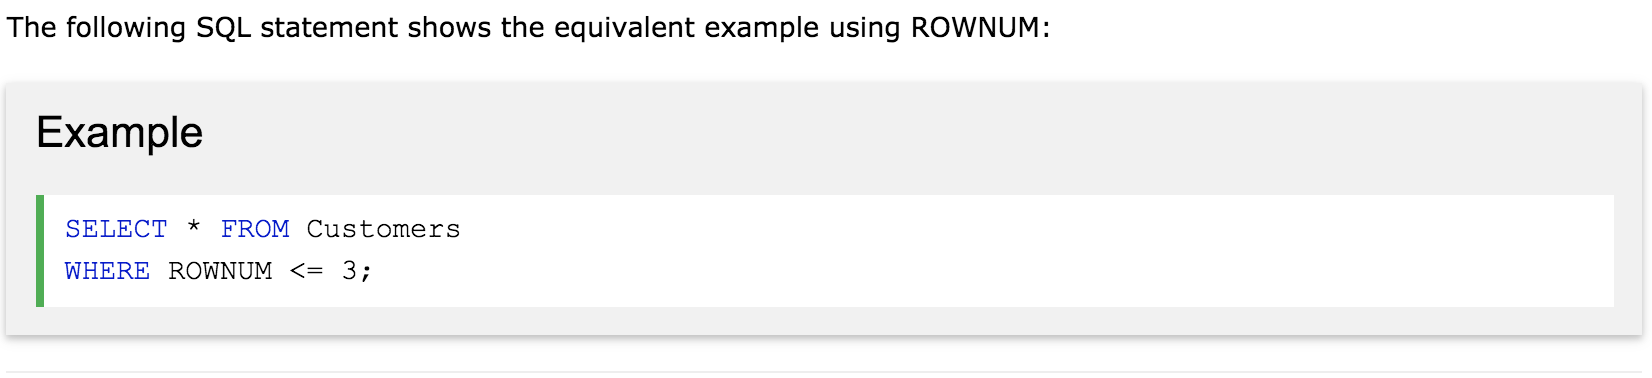 The following SQL statement shows the equivalent example using ROWNUM:
Example
SELECT * FROM Customers
WHERE ROWNUM <= 3;